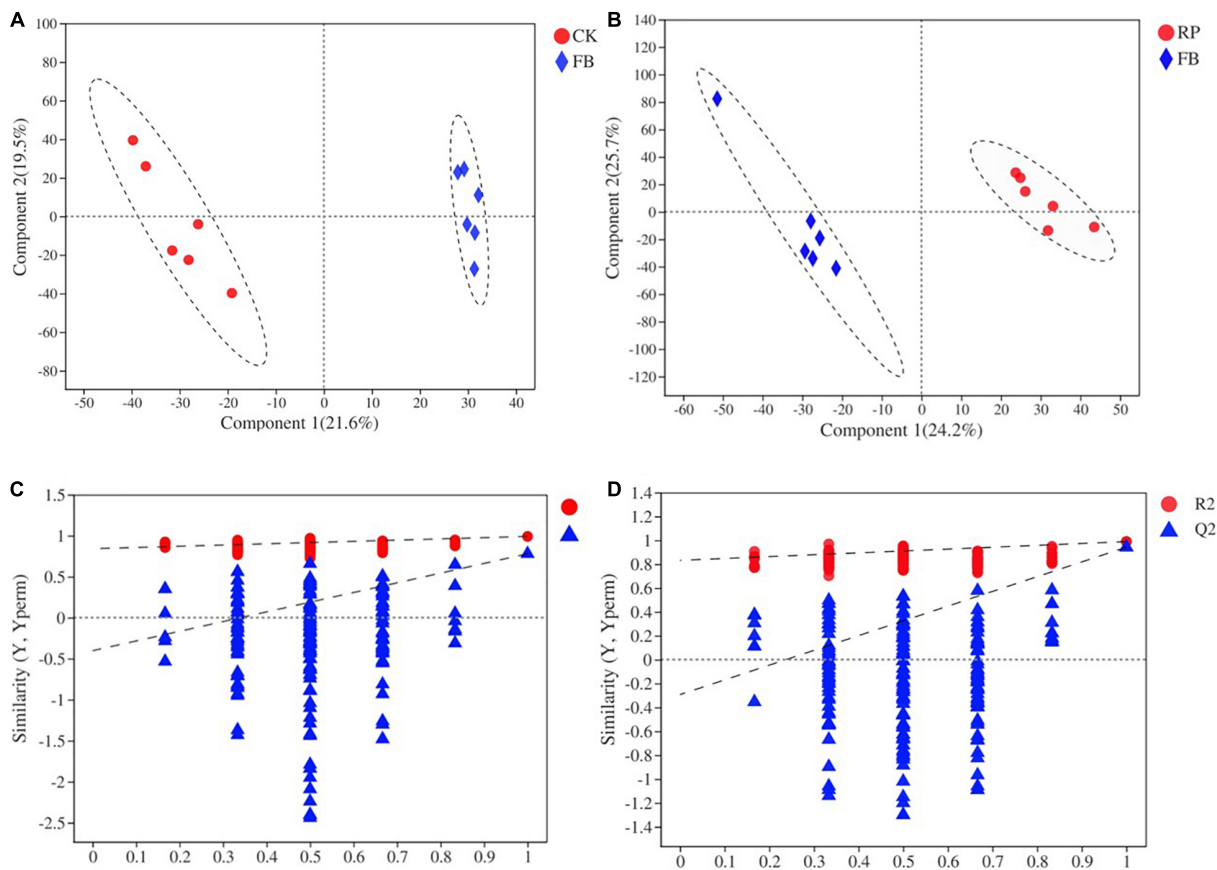 A
100
80
60
40
20
0
-20
-40
-60
-80
Component 2(19.5%)
-50 -40 -30 -20 -10 0 10 20 30 40
Component 1(21.6%)
CK
FB
B
140
120
100
80
60
40
20
0
-20
-40
-60
-80
-100
-120
Component 2(25.7%)
-60 -50 -40 -30 -20 -10 0 10 20 30 40 50
Component 1(24.2%)
RP
FB
C
1.5
1
0.5
0
-0.5
-1
-1.5
-2
-2.5
Similarity (Y, Yperm)
0 0.1 0.2 0.3 0.4 0.5 0.6 0.7 0.8 0.9 1
D
1.4
1.2
1
0.8
0.6
0.4
0.2
0
-0.2
-0.4
-0.6
-0.8
-1
-1.2
-1.4
Similarity (Y, Yperm)
0 0.1 0.2 0.3 0.4 0.5 0.6 0.7 0.8 0.9 1
R2
Q2